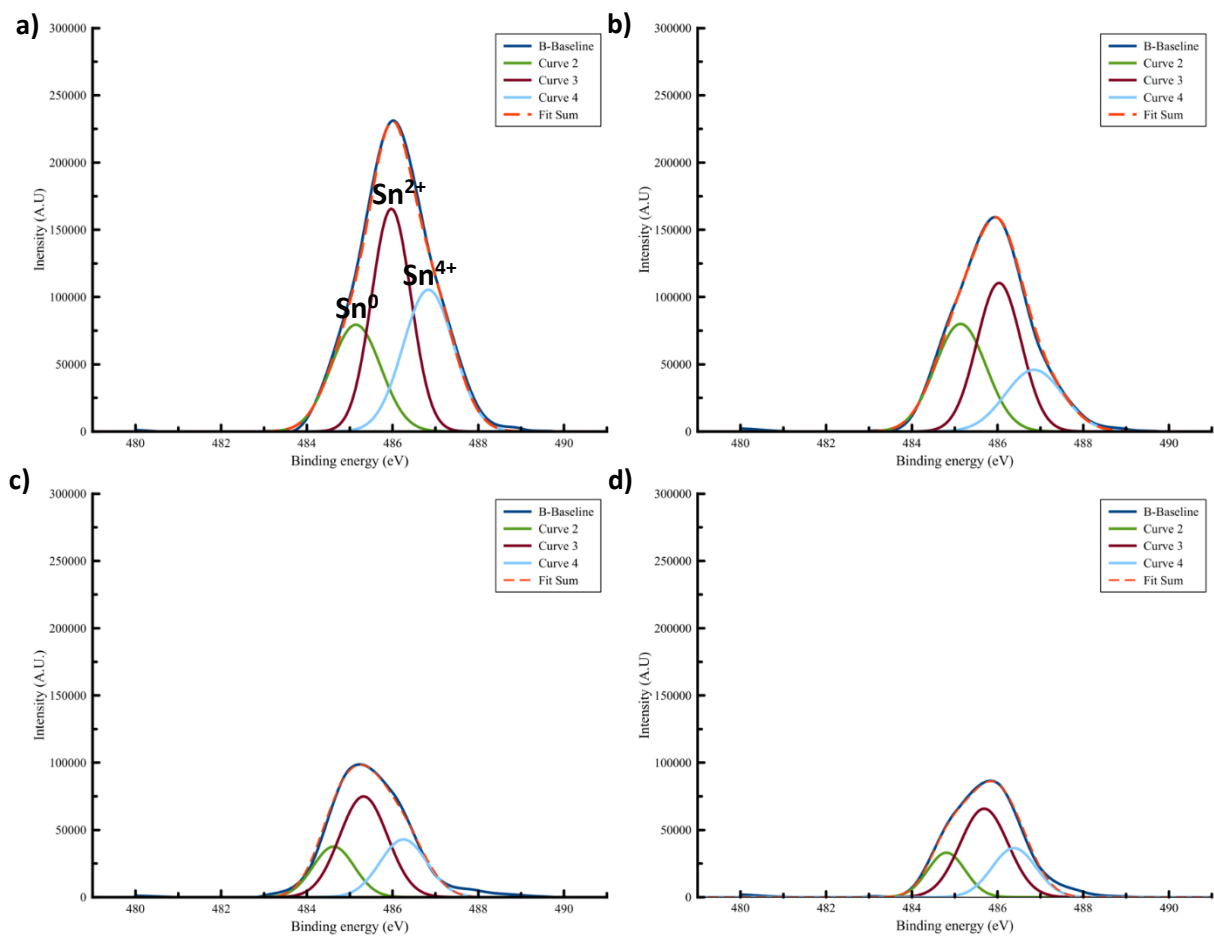 a)
300000
250000
200000
150000
100000
50000
0
Inensity (A.U)
480
482
484
486
488
490
Binding energy (eV)
B-Baseline
Curve 2
Curve 3
Curve 4
Fit Sum
Sn2+
Sn4+
Sn0
b)
300000
250000
200000
150000
100000
50000
0
Intensity (A.U)
480
482
484
486
488
490
Binding energy (eV)
B-Baseline
Curve 2
Curve 3
Curve 4
Fit Sum
c)
300000
250000
200000
150000
100000
50000
0
Intensity (A.U.)
480
482
484
486
488
490
Binding energy (eV)
B-Baseline
Curve 2
Curve 3
Curve 4
Fit Sum
d)
300000
250000
200000
150000
100000
50000
0
Intensity (A.U)
480
482
484
486
488
490
Binding energy (eV)
B-Baseline
Curve 2
Curve 3
Curve 4
Fit Sum